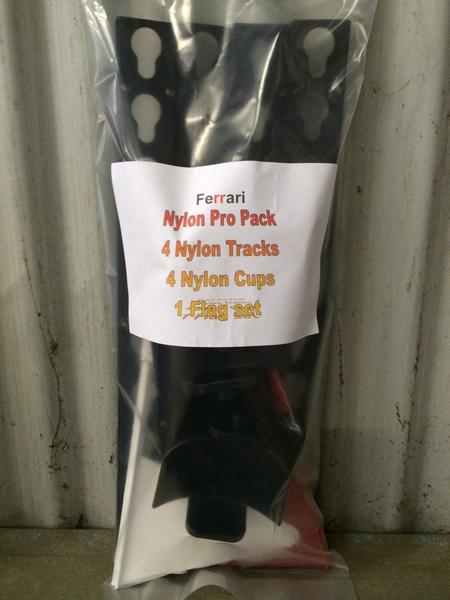 Ferrari
Nylon Pro Pack
4 Nylon Tracks
4 Nylon Cups
1 Flag set